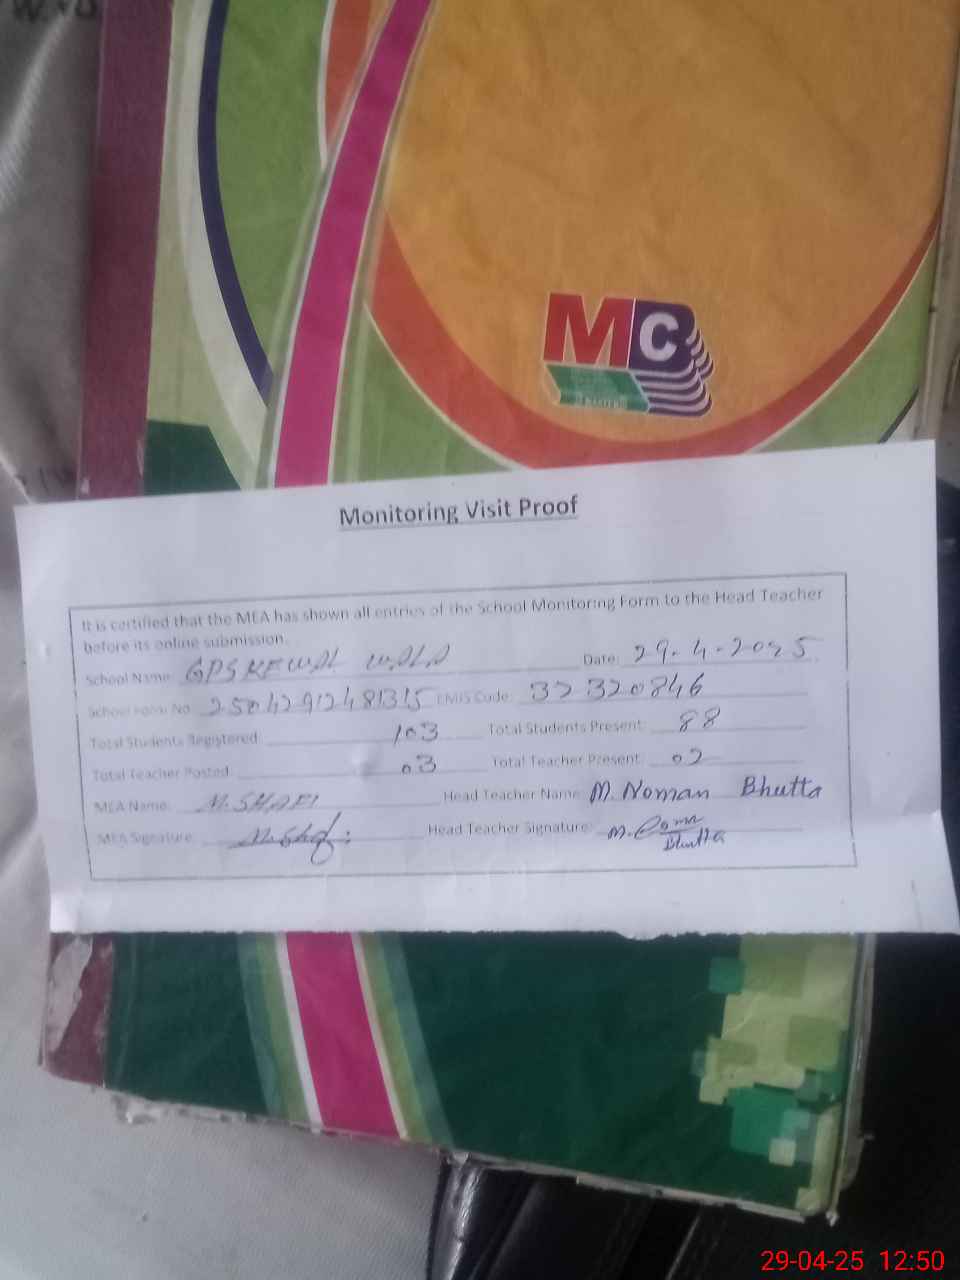 MC
Monitoring Visit Proof
It is certified that the MEA has shown all entries of the School Monitoring Form to the Head Teacher
before its online submission.
School Name: GPS KEWAL WALA Date: 29-4-2025
School Form No: EMIS Code: 32320846
Total Students Registered: 103 Total Students Present: 88
Total Teacher Posted: 03 Total Teacher Present: 02
MEA Name: M. SHAFI Head Teacher Name: M. Noman Bhutta
MEA Signature: M. Shafi Head Teacher Signature: M. Bhutta
29-04-25 12:50